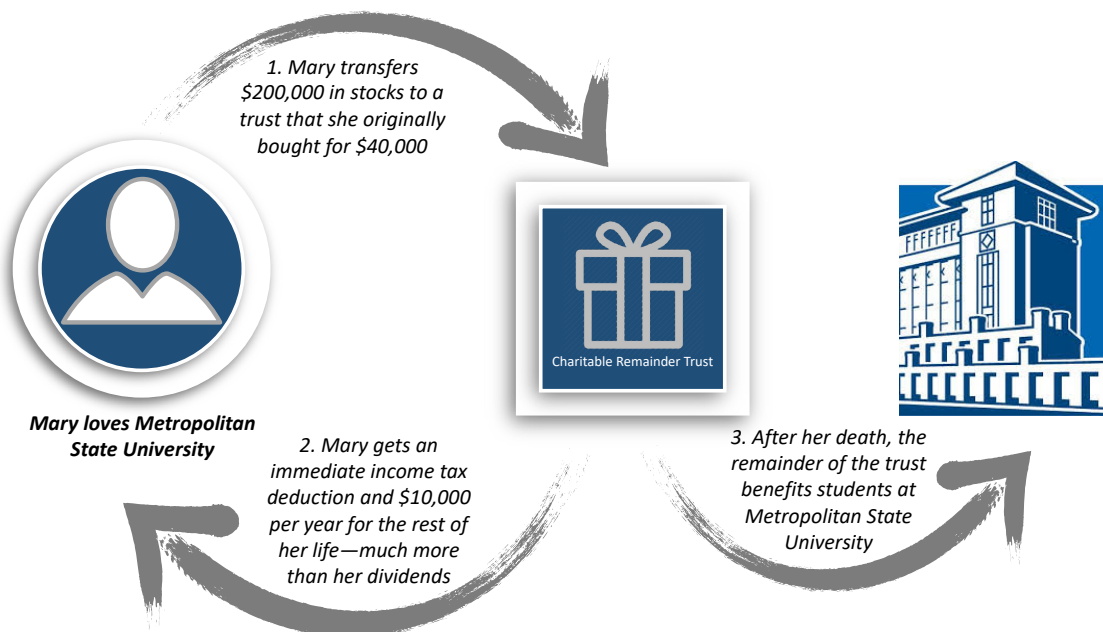 1. Mary transfers
$200,000 in stocks to a
trust that she originally
bought for $40,000
Charitable Remainder Trust
Mary loves Metropolitan
State University
2. Mary gets an
immediate income tax
deduction and $10,000
per year for the rest of
her life—much more
than her dividends
3. After her death, the
remainder of the trust
benefits students at
Metropolitan State
University